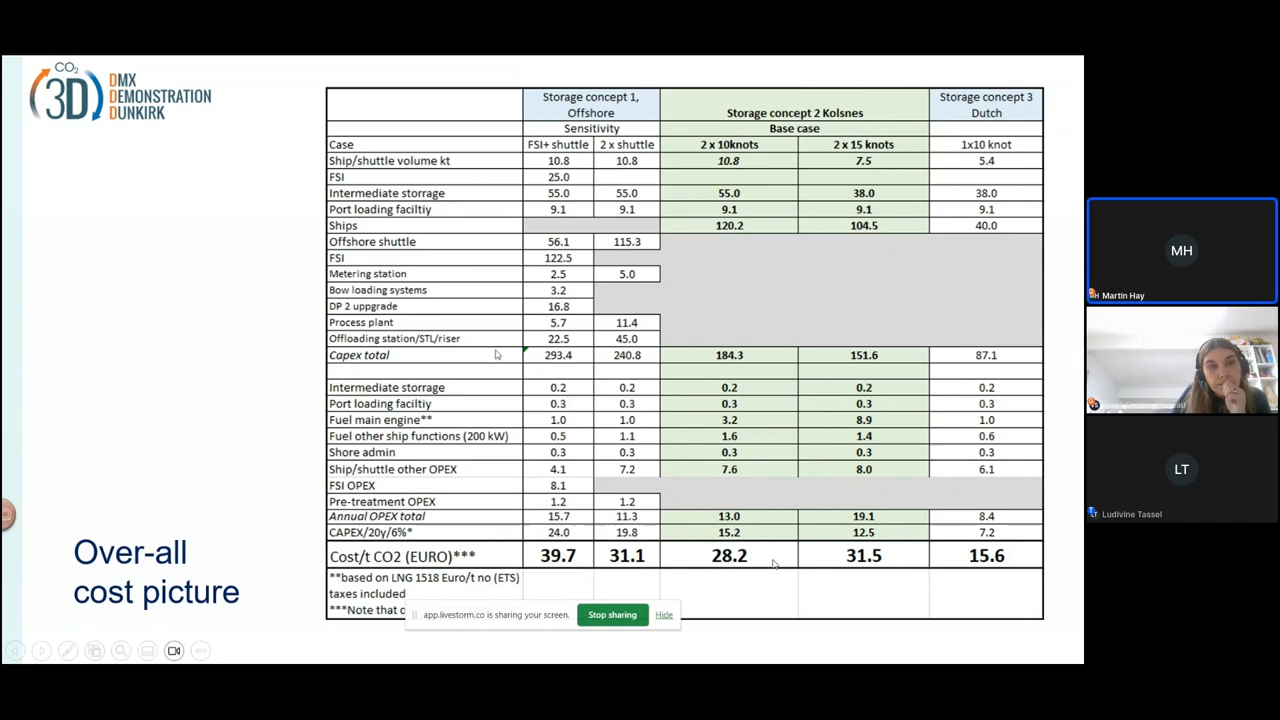 CO2
3D
DMX
DEMONSTRATION
DUNKIRK
Storage concept 1, Offshore Storage concept 2 Kolsnes Storage concept 3 Dutch
Sensitivity Base case
Case FSI+ shuttle 2 x shuttle 2 x 10knots 2 x 15 knots 1x10 knot
Ship/shuttle volume kt 10.8 10.8 10.8 7.5 5.4
FSI 25.0
Intermediate storrage 55.0 55.0 55.0 38.0 38.0
Port loading faciltiy 9.1 9.1 9.1 9.1 9.1
Ships 120.2 104.5 40.0
Offshore shuttle 56.1 115.3
FSI 122.5
Metering station 2.5 5.0
Bow loading systems 3.2
DP 2 uppgrade 16.8
Process plant 5.7 11.4
Offloading station/STL/riser 22.5 45.0
Capex total 293.4 240.8 184.3 151.6 87.1
Intermediate storage 0.2 0.2 0.2 0.2 0.2
Port loading faciltiy 0.3 0.3 0.3 0.3 0.3
Fuel main engine** 1.0 1.0 3.2 8.9 1.0
Fuel other ship functions (200 kW) 0.5 1.1 1.6 1.4 0.6
Shore admin 0.3 0.3 0.3 0.3 0.3
Ship/shuttle other OPEX 4.1 7.2 7.6 8.0 6.1
FSI OPEX 8.1
Pre-treatment OPEX 1.2 1.2
Annual OPEX total 15.7 11.3 13.0 19.1 8.4
CAPEX/20y/6%* 24.0 19.8 15.2 12.5 7.2
Cost/t CO2 (EURO)*** 39.7 31.1 28.2 31.5 15.6
**based on LNG 1518 Euro/t no (ETS)
taxes included
***Note that
Over-all
cost picture
app.livestorm.co is sharing your screen. Stop sharing Hide
MH
MH Martin Hay
LT
LT Ludivine Tassel